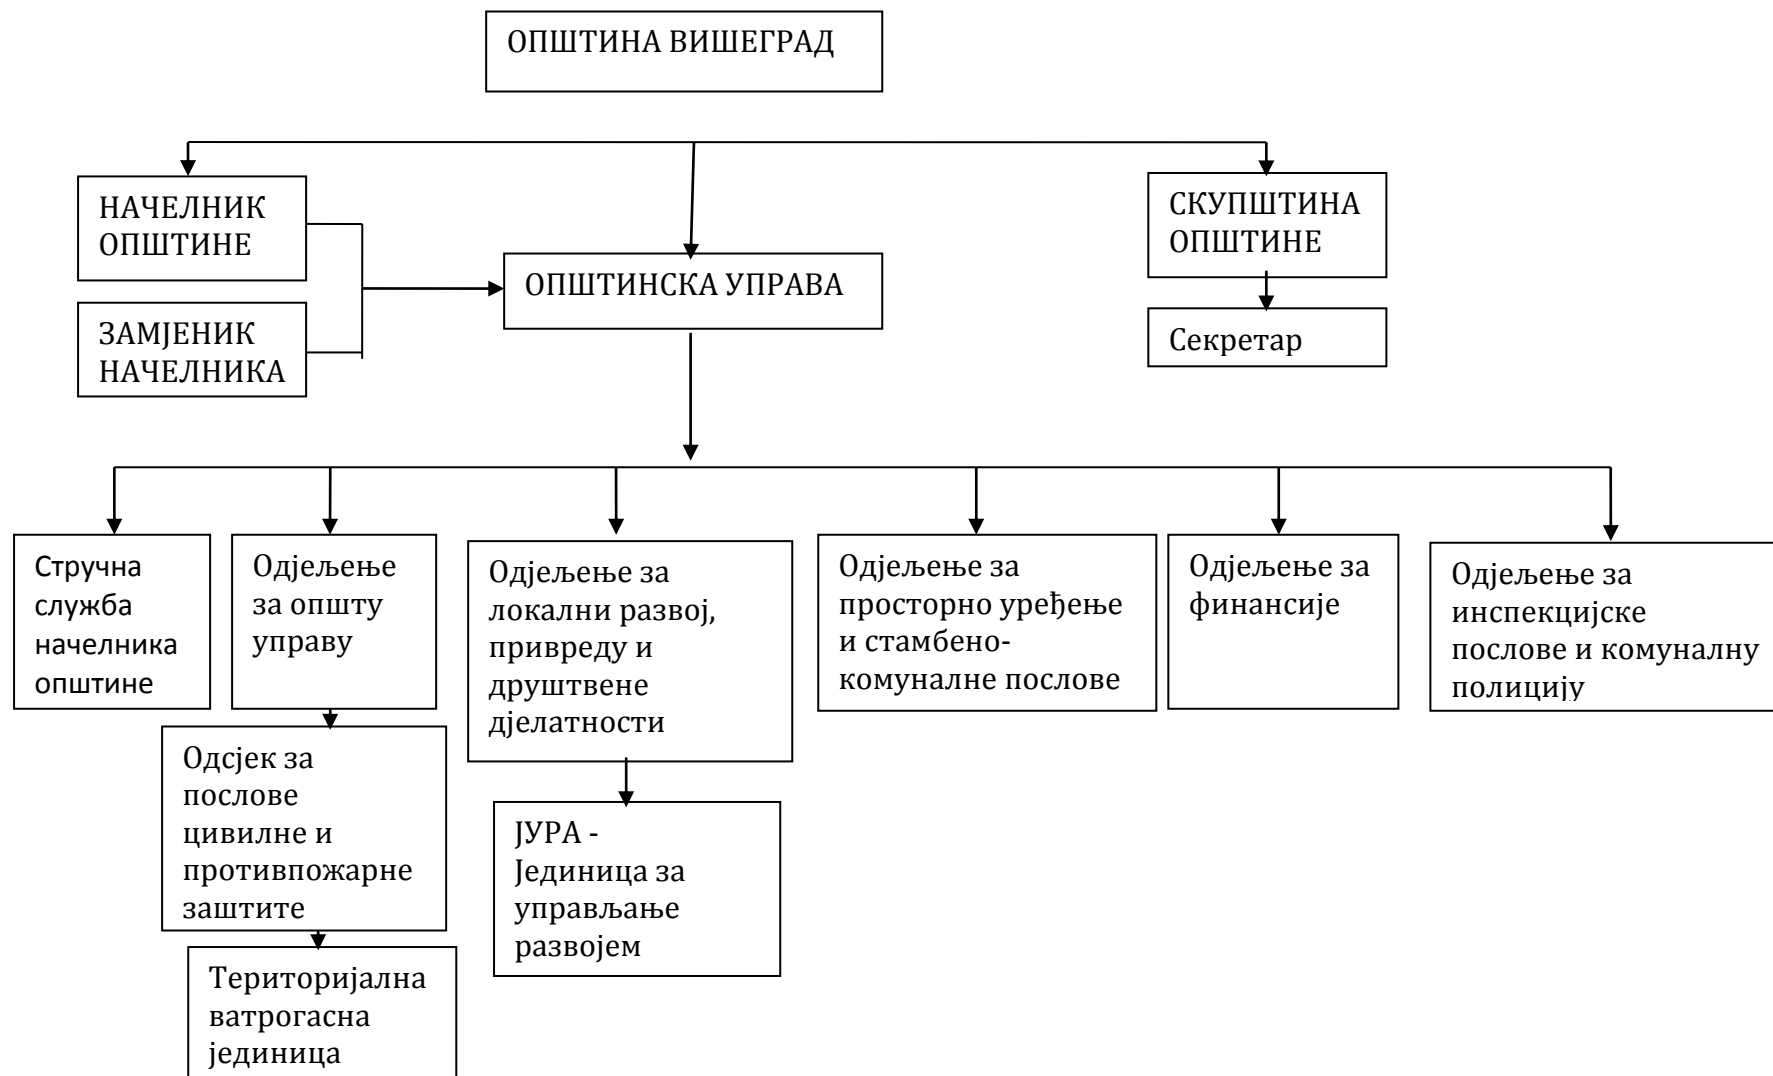 ОПШТИНА ВИШЕГРАД
НАЧЕЛНИК
ОПШТИНЕ
СКУПШТИНА
ОПШТИНЕ
ОПШТИНСКА УПРАВА
ЗАМЈЕНИК
НАЧЕЛНИКА
Секретар
Стручна
служба
начелника
општине
Одјељење
за општу
управу
Одјељење за
локални развој,
привреду и
друштвене
дјелатности
Одјељење за
просторно уређење
и стамбено-
комуналне послове
Одјељење за
финансије
Одјељење за
инспекцијске
послове и комуналну
полицију
Одсјек за
послове
цивилне и
противпожарне
заштите
ЈУРА -
Јединица за
управљање
развојем
Територијална
ватрогасна
јединица